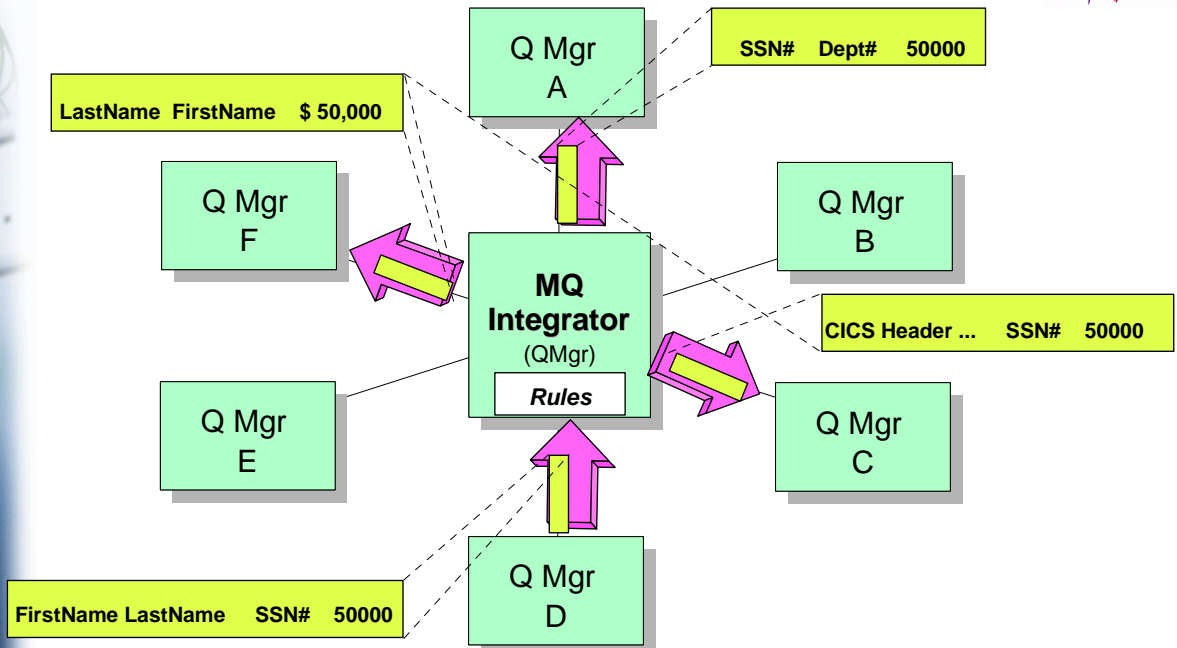 Q Mgr
A
SSN# Dept# 50000
LastName FirstName $ 50,000
Q Mgr
F
Q Mgr
B
MQ
Integrator
(QMgr)
Rules
CICS Header ... SSN# 50000
Q Mgr
E
Q Mgr
C
FirstName LastName SSN# 50000
Q Mgr
D